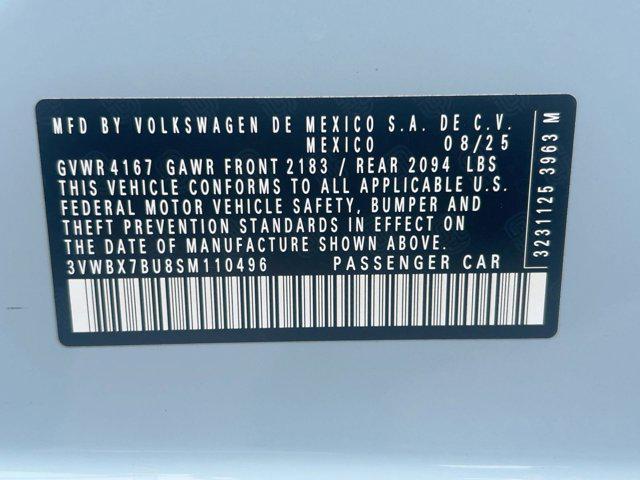 MFD BY VOLKSWAGEN DE MEXICO S.A. DE C.V.
MEXICO 08/25
GVWR 4167 GAWR FRONT 2183 / REAR 2094 LBS
THIS VEHICLE CONFORMS TO ALL APPLICABLE U.S.
FEDERAL MOTOR VEHICLE SAFETY, BUMPER AND
THEFT PREVENTION STANDARDS IN EFFECT ON
THE DATE OF MANUFACTURE SHOWN ABOVE
3VWBX7BU8SM110496 PASSENGER CAR
3231125 3963 M